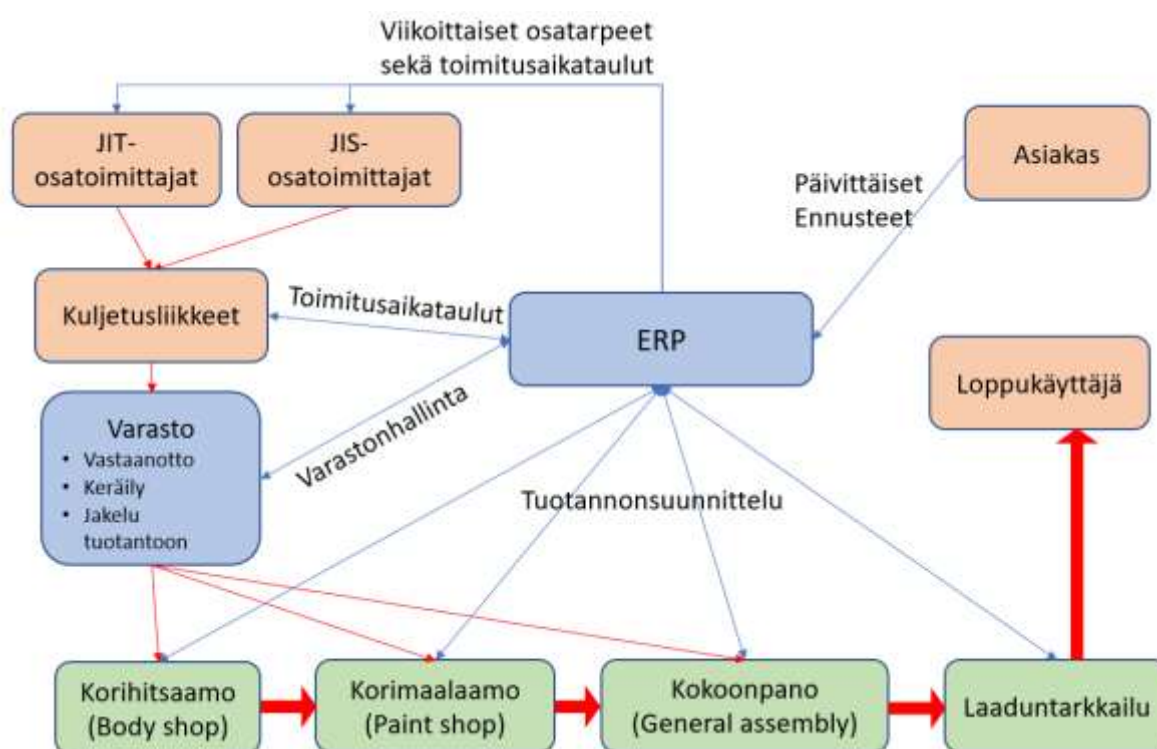 Viikoittaiset osatarpeet
sekä toimitusaikataulut
JIT-
osatoimittajat
JIS-
osatoimittajat
Asiakas
Päivittäiset
Ennusteet
Kuljetusliikkeet
Toimitusaikataulut
ERP
Loppukäyttäjä
Varasto
• Vastaanotto
• Keräily
• Jakelu
tuotantoon
Varastonhallinta
Tuotannonsuunnittelu
Korihitsaamo
(Body shop)
Korimaalaamo
(Paint shop)
Kokoonpano
(General assembly)
Laaduntarkkailu